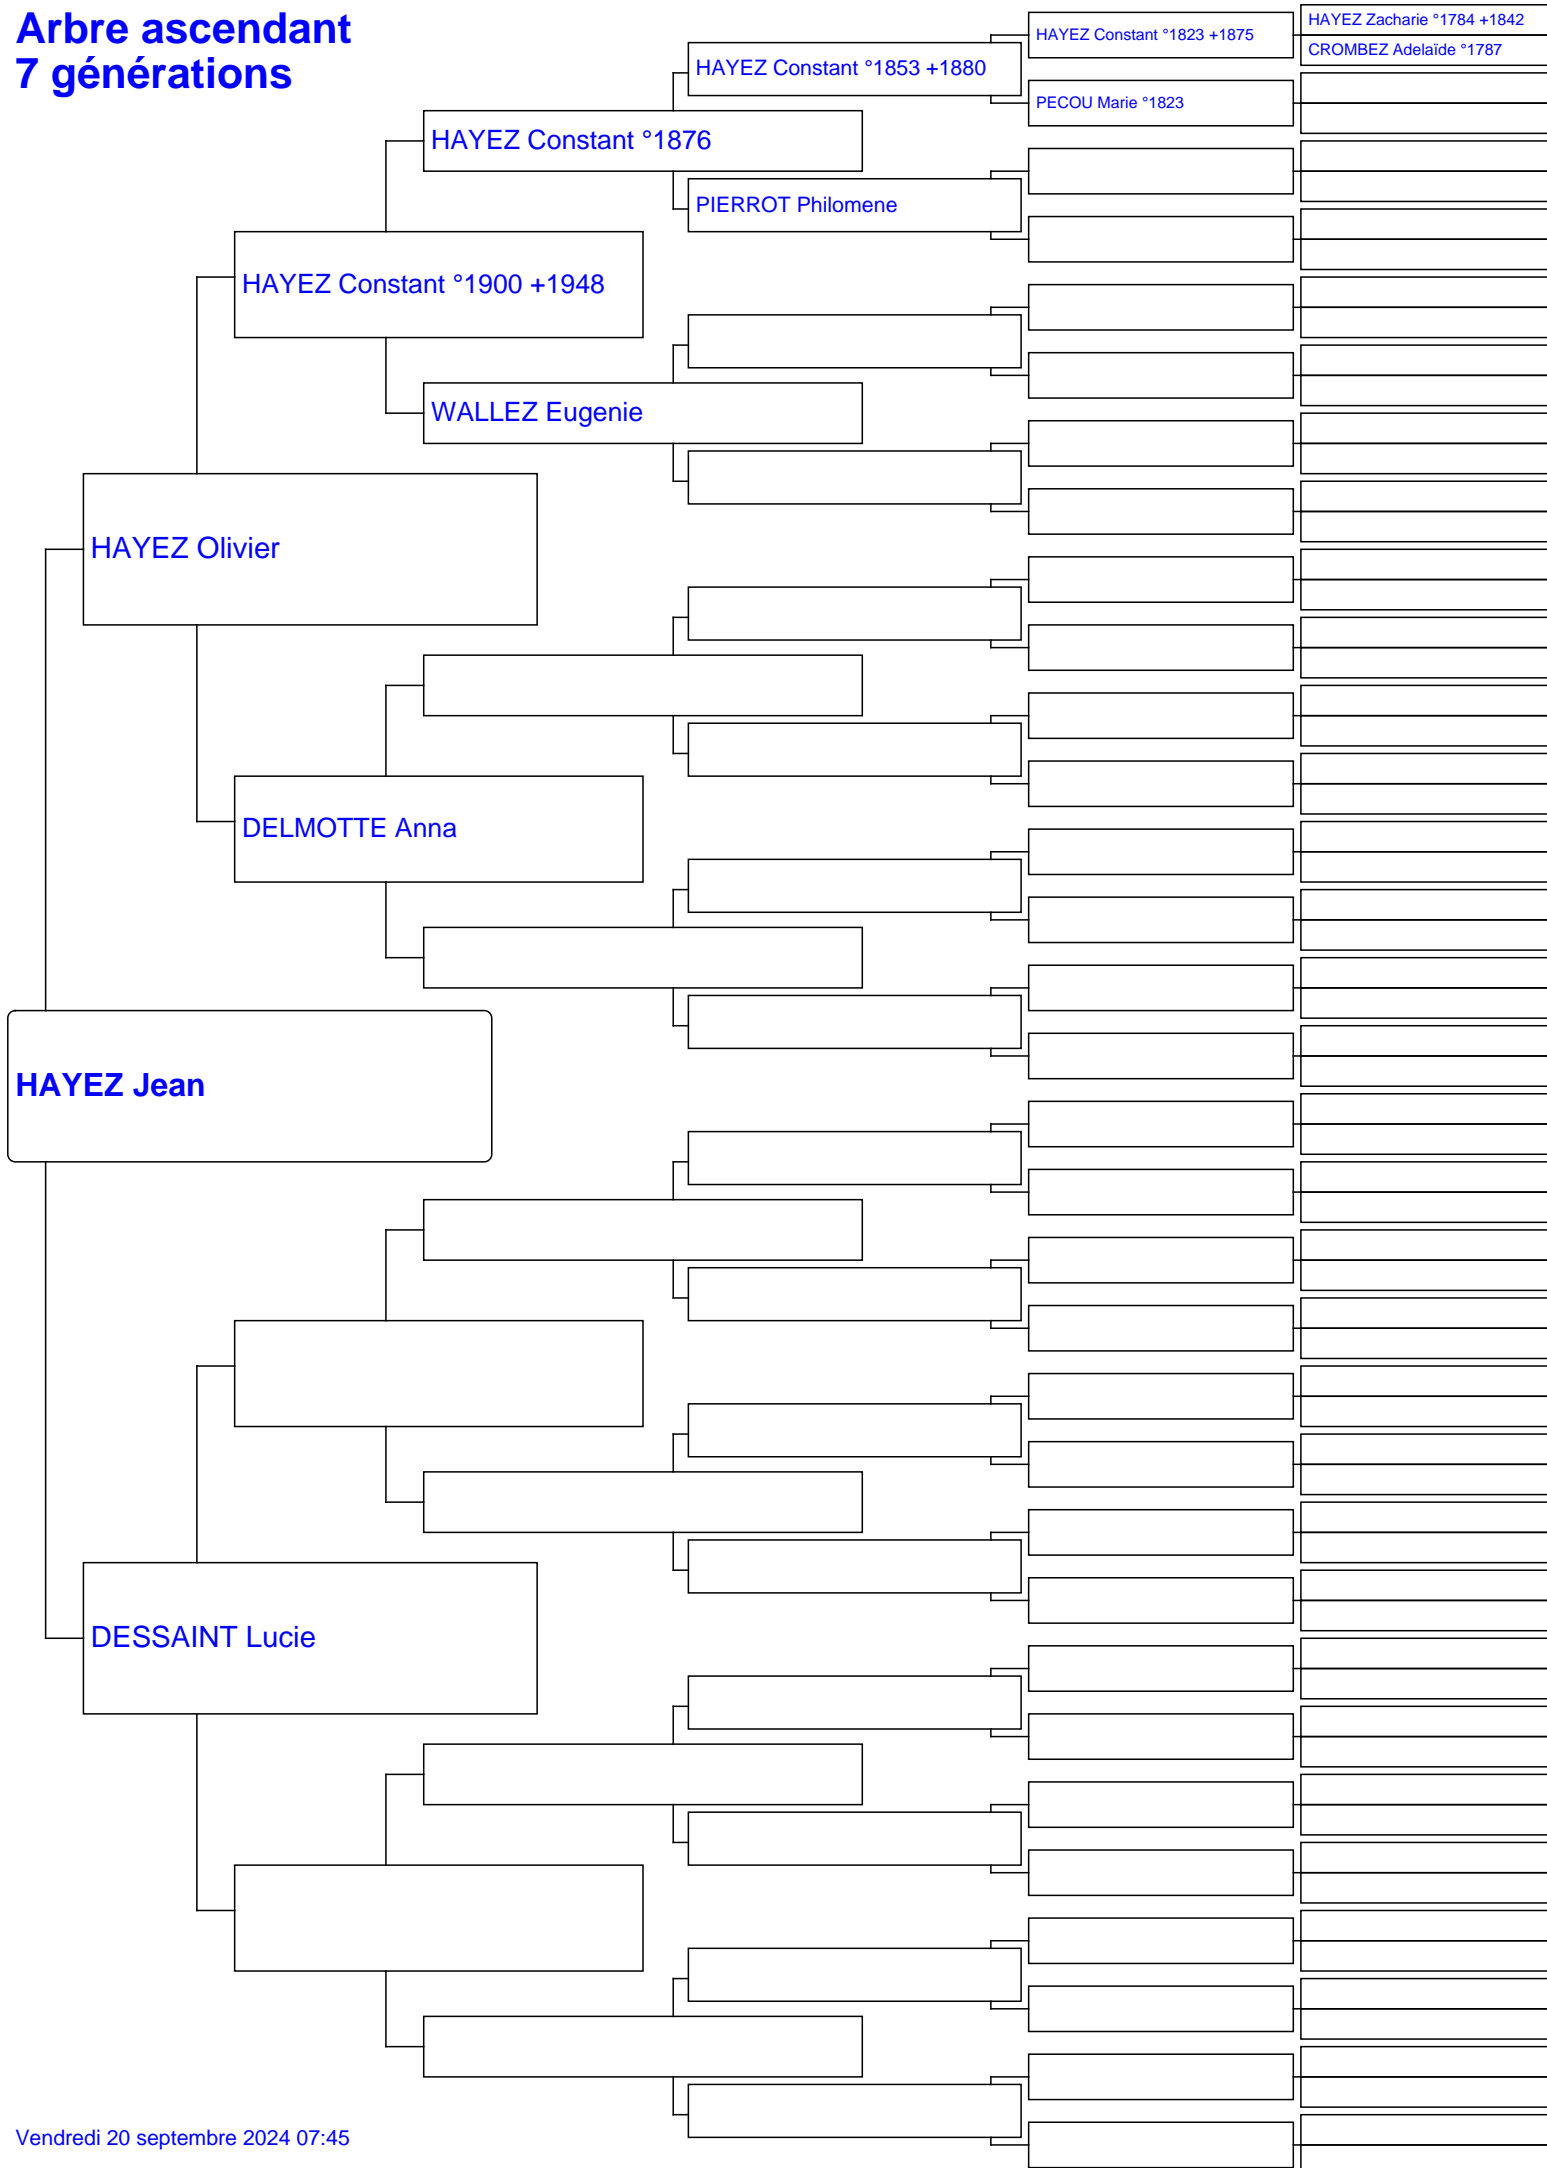 Arbre ascendant
7 générations
HAYEZ Zacharie °1784 +1842
HAYEZ Constant °1823 +1875
CROMBEZ Adelaïde °1787
HAYEZ Constant °1853 +1880
PECOU Marie °1823
HAYEZ Constant °1876
PIERROT Philomene
HAYEZ Constant °1900 +1948
WALLEZ Eugenie
HAYEZ Olivier
DELMOTTE Anna
HAYEZ Jean
DESSAINT Lucie
Vendredi 20 septembre 2024 07:45